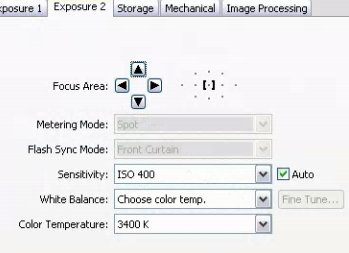 xposure 1 Exposure 2 Storage Mechanical Image Processing
Focus Area:
Metering Mode: Spot
Flash Sync Mode: Front Curtain
Sensitivity: ISO 400 Auto
White Balance: Choose color temp. Fine Tune...
Color Temperature: 3400 K